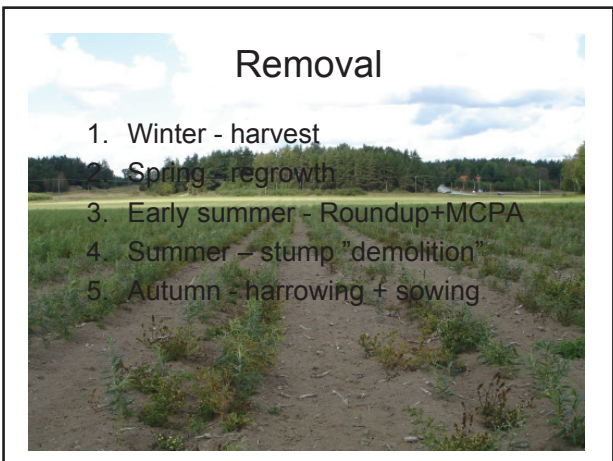 Removal
1. Winter - harvest
2. Spring - regrowth
3. Early summer - Roundup+MCPA
4. Summer – stump ”demolition”
5. Autumn - harrowing + sowing